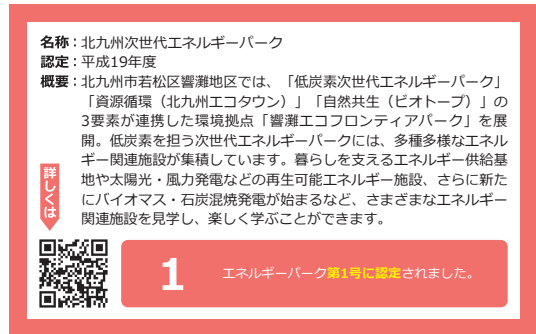 名称：北九州次世代エネルギーパーク
認定：平成19年度
概要：北九州市若松区響灘地区では、「低炭素次世代エネルギーパーク」
「資源循環（北九州エコタウン）」「自然共生（ビオトープ）」の
3要素が連携した環境拠点「響灘エコフロンティアパーク」を展
開。低炭素を担う次世代エネルギーパークには、多種多様なエネル
ギー関連施設が集積しています。暮らしを支えるエネルギー供給基
地や太陽光・風力発電などの再生可能エネルギー施設、さらに新た
にバイオマス・石炭混焼発電が始まるなど、さまざまなエネルギー
関連施設を見学し、楽しく学ぶことができます。
詳しくは
1
エネルギーパーク第1号に認定されました。